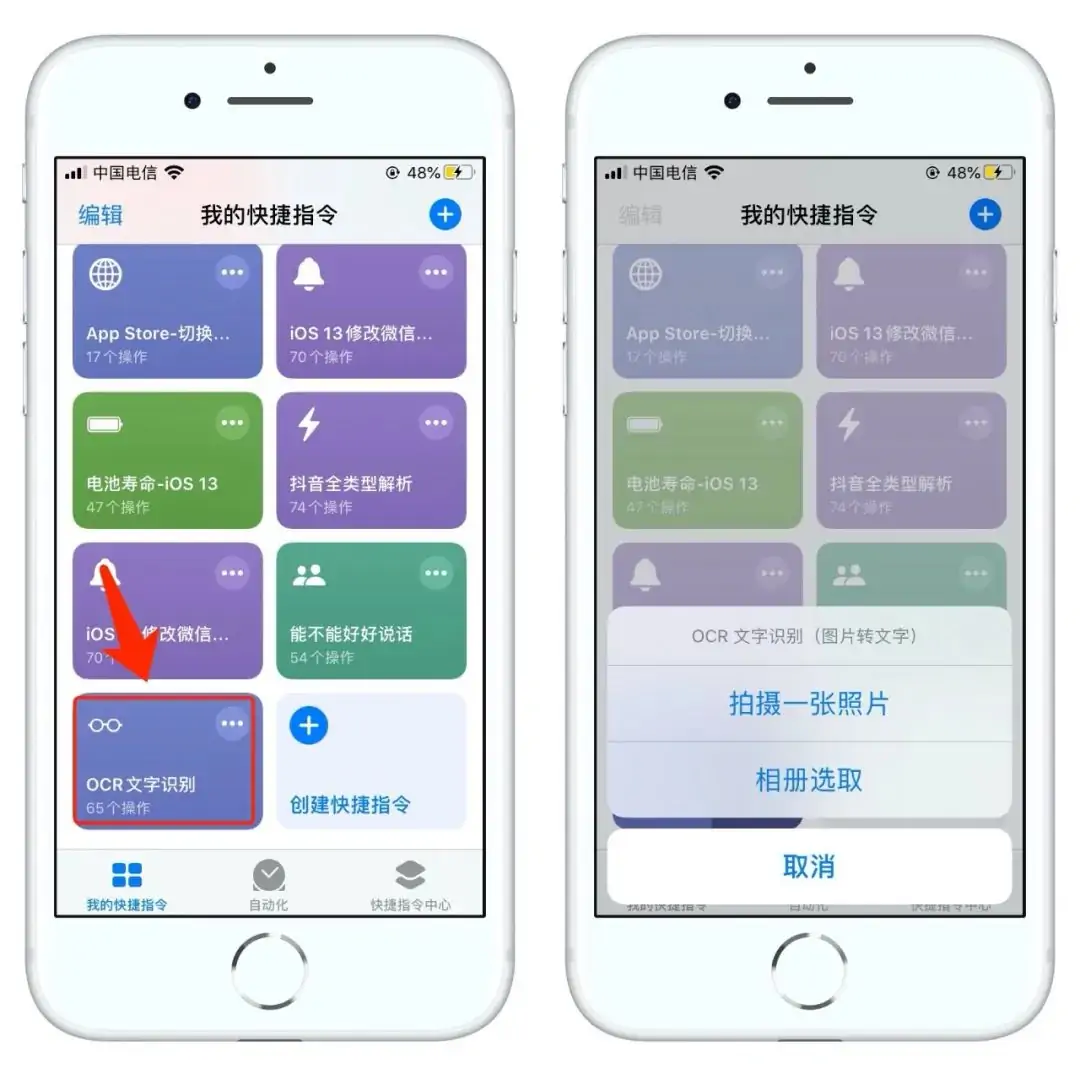 中国电信 48%
编辑 我的快捷指令
App Store-切换...
17个操作
iOS 13修改微信...
70个操作
电池寿命-iOS 13
47个操作
抖音全类型解析
74个操作
iOS 修改微信...
70
能不能好好说话
54个操作
OCR文字识别
65个操作
创建快捷指令
我的快捷指令 自动化 快捷指令中心
中国电信 48%
编辑 我的快捷指令
App Store-切换...
17个操作
iOS 13修改微信...
70个操作
电池寿命-iOS 13
47个操作
抖音全类型解析
74个操作
OCR 文字识别（图片转文字）
拍摄一张照片
相册选取
取消
我的快捷指令 自动化 快捷指令中心